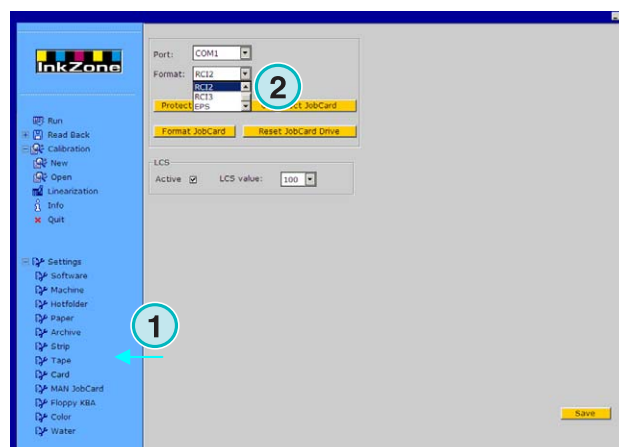 InkZone
Run
Read Back
Calibration
New
Open
Linearization
Info
Quit
Settings
Software
Machine
Hotfolder
Paper
Archive
Strip
Tape
Card
MAN JobCard
Floppy KBA
Color
Water
1
Port: COM1
Format: RCI2
RCI2
RCI3
EPS
2
Protect
JobCard
Format JobCard Reset JobCard Drive
LCS
Active LCS value: 100
Save